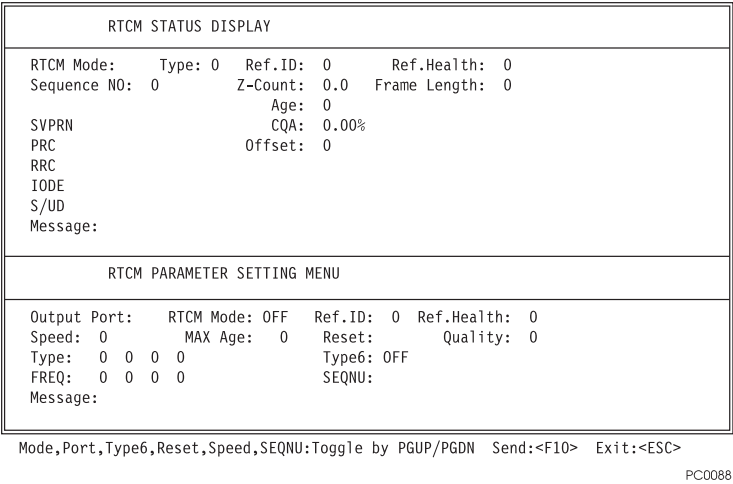 RTCM STATUS DISPLAY
RTCM Mode: Type: 0 Ref.ID: 0 Ref.Health: 0
Sequence NO: 0 Z-Count: 0.0 Frame Length: 0
Age: 0
SVPRN CQA: 0.00%
PRC Offset: 0
RRC
IODE
S/UD
Message:
RTCM PARAMETER SETTING MENU
Output Port: RTCM Mode: OFF Ref.ID: 0 Ref.Health: 0
Speed: 0 MAX Age: 0 Reset: Quality: 0
Type: 0 0 0 0 Type6: OFF
FREQ: 0 0 0 0 SEQNU:
Message:
Mode,Port,Type6,Reset,Speed,SEQNU:Toggle by PGUP/PGDN Send:<F10> Exit:<ESC>
PC0088